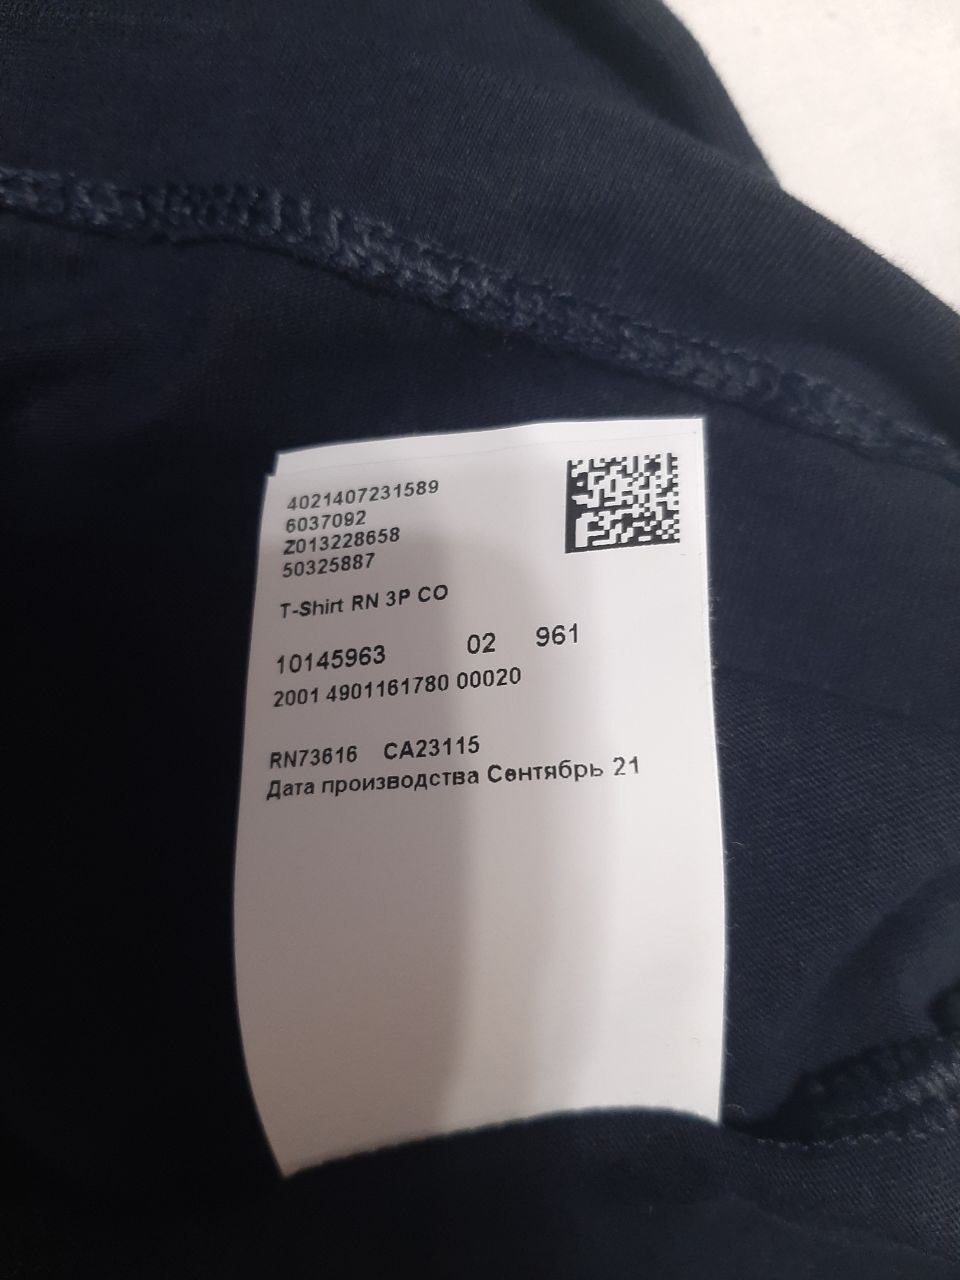 4021407231589
6037092
Z013228658
50325887
T-Shirt RN 3P CO
10145963 02 961
2001 4901161780 00020
RN73616 CA23115
Дата производства Сентябрь 21